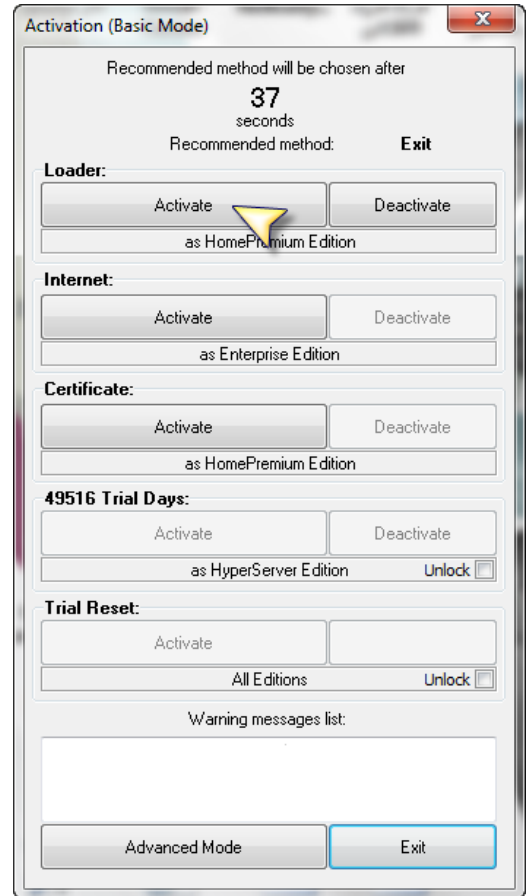 Activation (Basic Mode)
Recommended method will be chosen after
37
seconds
Recommended method: Exit
Loader:
Activate Deactivate
as HomePremium Edition
Internet:
Activate Deactivate
as Enterprise Edition
Certificate:
Activate Deactivate
as HomePremium Edition
49516 Trial Days:
Activate Deactivate
as HyperServer Edition Unlock
Trial Reset:
Activate
All Editions Unlock
Warning messages list:
Advanced Mode Exit